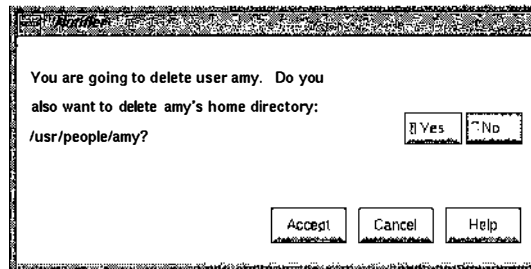 Notifier
You are going to delete user amy. Do you
also want to delete amy's home directory:
/usr/people/amy?
Yes No
Accept Cancel Help